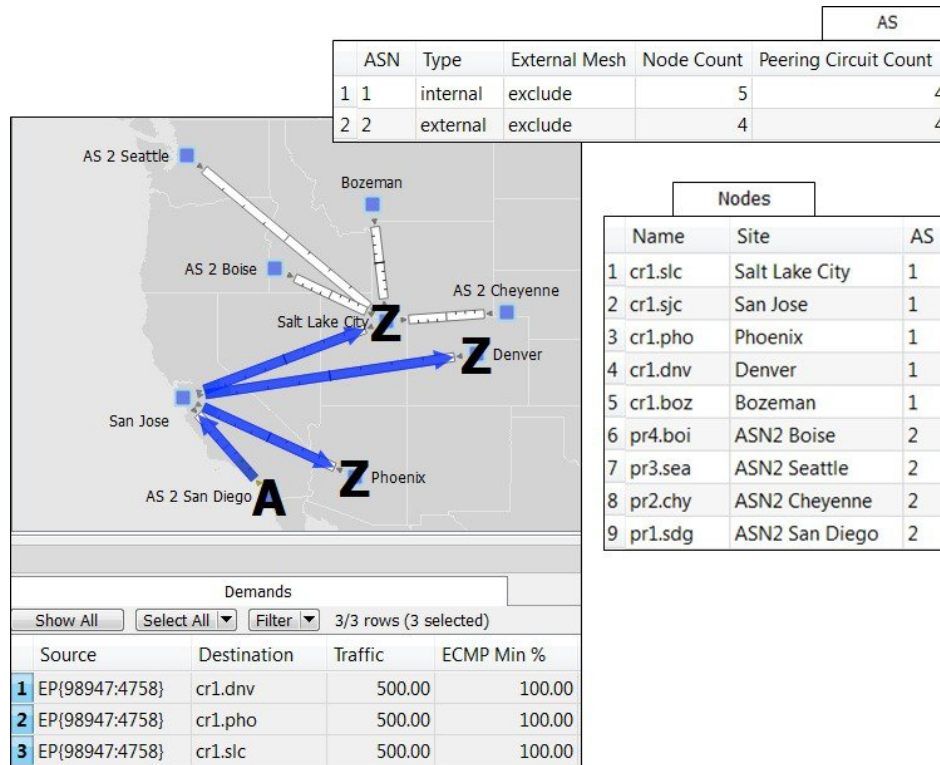 AS
ASN Type External Mesh Node Count Peering Circuit Count
1 1 internal exclude 5 4
2 2 external exclude 4 4
AS 2 Seattle
Bozeman
AS 2 Boise
AS 2 Cheyenne
Salt Lake City
Z
Z
Denver
San Jose
Z
Phoenix
AS 2 San Diego
A
Nodes
Name Site AS
1 cr1.slc Salt Lake City 1
2 cr1.sjc San Jose 1
3 cr1.pho Phoenix 1
4 cr1.dnv Denver 1
5 cr1.boz Bozeman 1
6 pr4.boi ASN2 Boise 2
7 pr3.sea ASN2 Seattle 2
8 pr2.chy ASN2 Cheyenne 2
9 pr1.sdg ASN2 San Diego 2
Demands
Show All Select All Filter 3/3 rows (3 selected)
Source Destination Traffic ECMP Min %
1 EP{98947:4758} cr1.dnv 500.00 100.00
2 EP{98947:4758} cr1.pho 500.00 100.00
3 EP{98947:4758} cr1.slc 500.00 100.00